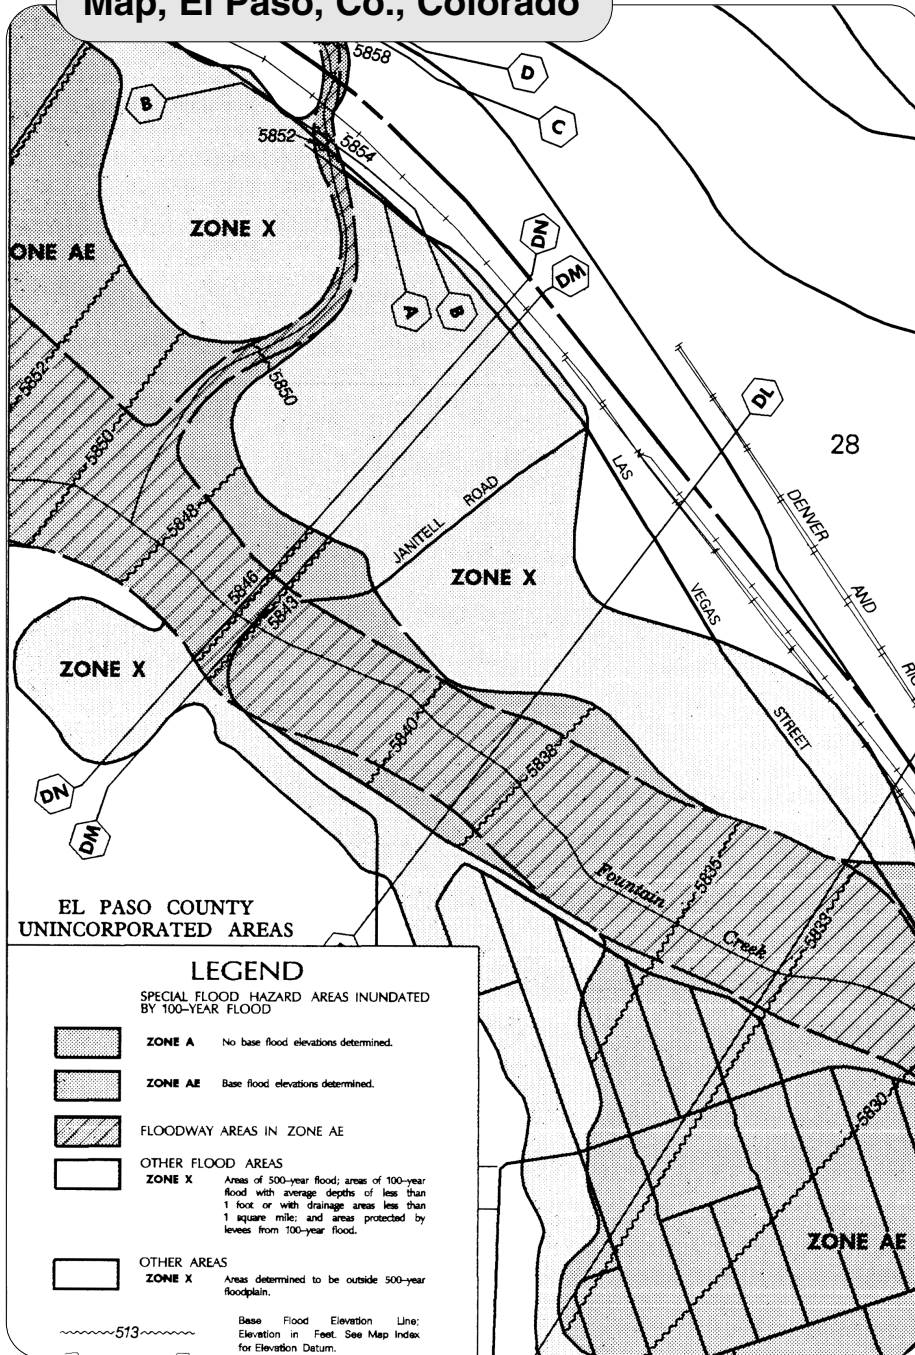 Map, El Paso, Co., Colorado
5858
D
B
C
5852
5854
ZONE X
DN
ONE AE
DM
A
B
5852
5850
DL
5850
28
LAS
JANITELL ROAD
5848
DENVER
5846
ZONE X
5843
VEGAS
AND
ZONE X
RIO
STREET
5840
5838
DN
DM
Fountain
5835
EL PASO COUNTY
UNINCORPORATED AREAS
Creek
5833
5830
ZONE AE
LEGEND
SPECIAL FLOOD HAZARD AREAS INUNDATED
BY 100-YEAR FLOOD
ZONE A No base flood elevations determined.
ZONE AE Base flood elevations determined.
FLOODWAY AREAS IN ZONE AE
OTHER FLOOD AREAS
ZONE X Areas of 500-year flood; areas of 100-year
flood with average depths of less than
1 foot or with drainage areas less than
1 square mile; and areas protected by
levees from 100-year flood.
OTHER AREAS
ZONE X Areas determined to be outside 500-year
floodplain.
513 Base Flood Elevation Line;
Elevation in Feet. See Map Index
for Elevation Datum.